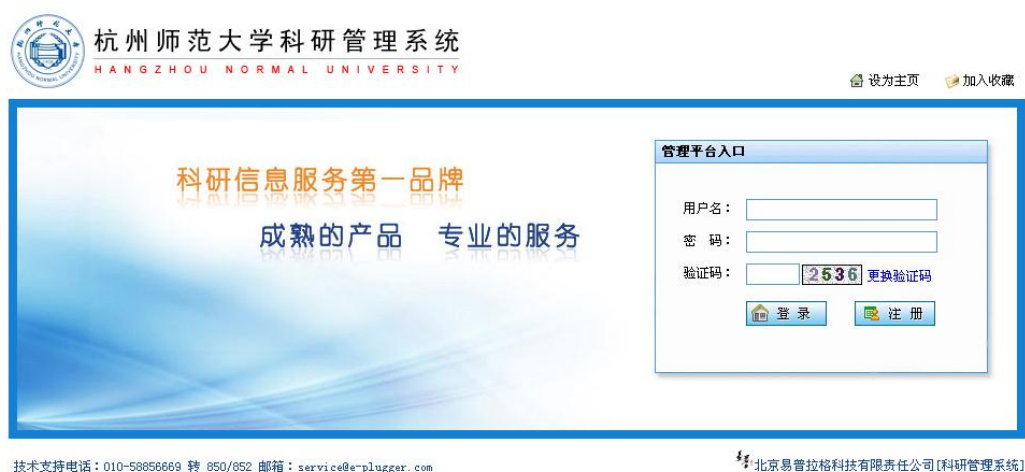 杭州师范大学科研管理系统
HANGZHOU NORMAL UNIVERSITY
设为主页 加入收藏
科研信息服务第一品牌
成熟的产品 专业的服务
管理平台入口
用户名：
密 码：
验证码： 2536 更换验证码
登 录 注 册
技术支持电话：010-58856669 转 850/852 邮箱：service@e-plugger.com
北京易普拉格科技有限责任公司[科研管理系统]